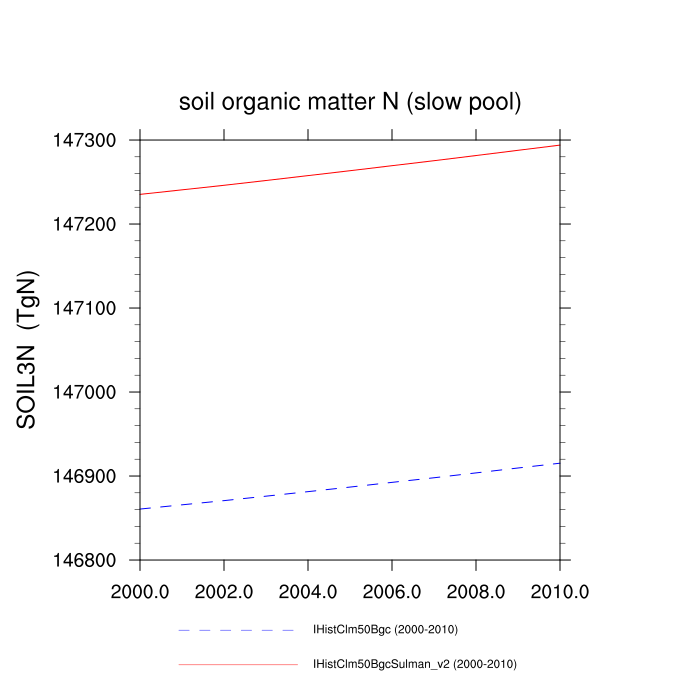 soil organic matter N (slow pool)
147300
147200
147100
147000
146900
146800
SOIL3N (TgN)
2000.0 2002.0 2004.0 2006.0 2008.0 2010.0
IHistClm50Bgc (2000-2010)
IHistClm50BgcSulman_v2 (2000-2010)